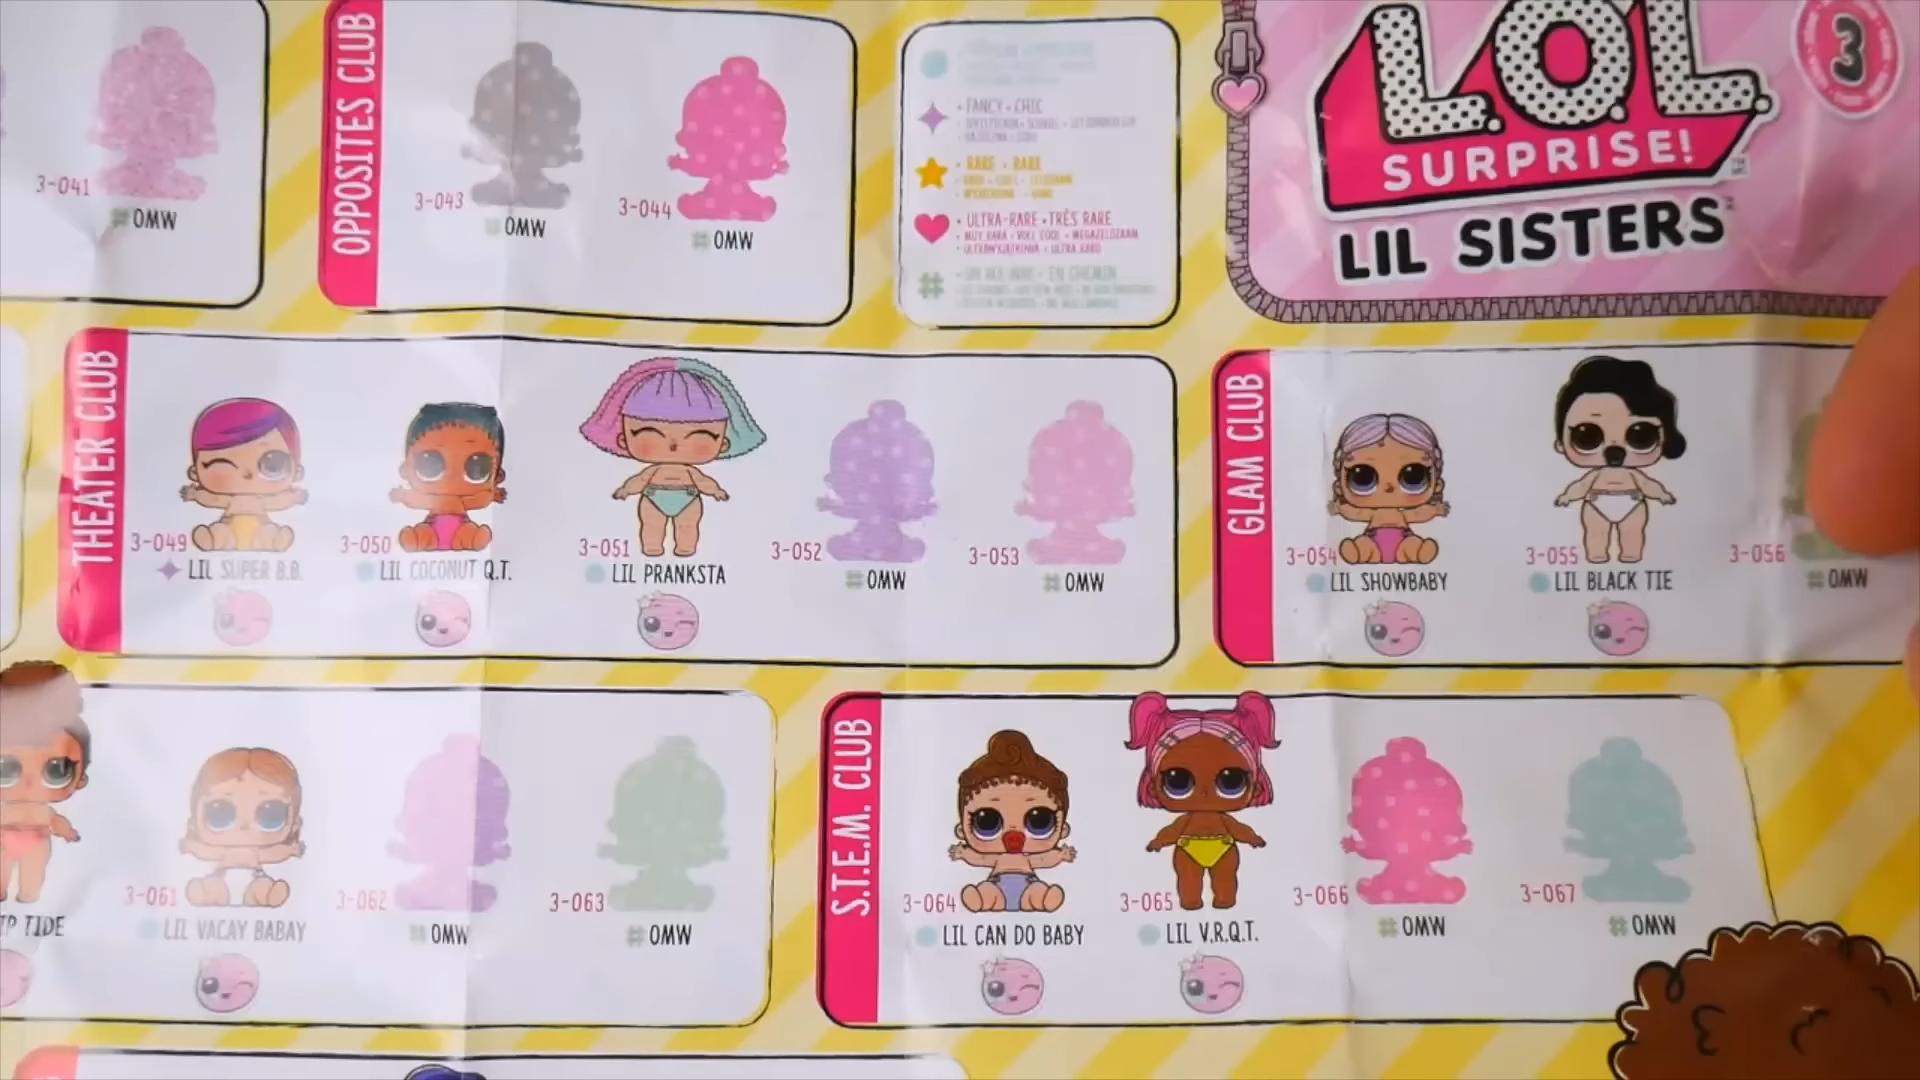 3-041
# OMW
OPPOSITES CLUB
3-043
# OMW
3-044
# OMW
• FANCY • CHIC
• RARE • RARE
• ULTRA-RARE • TRÈS RARE
L.O.L.
SURPRISE!
™
LIL SISTERS
3
THEATER CLUB
3-049
LIL SUPER B.B.
3-050
LIL COCONUT Q.T.
3-051
LIL PRANKSTA
3-052
# OMW
3-053
# OMW
GLAM CLUB
3-054
LIL SHOWBABY
3-055
LIL BLACK TIE
3-056
# OMW
TIDE
3-061
LIL VACAY BABAY
3-062
# OMW
3-063
# OMW
S.T.E.M. CLUB
3-064
LIL CAN DO BABY
3-065
LIL V.R.Q.T.
3-066
# OMW
3-067
# OMW